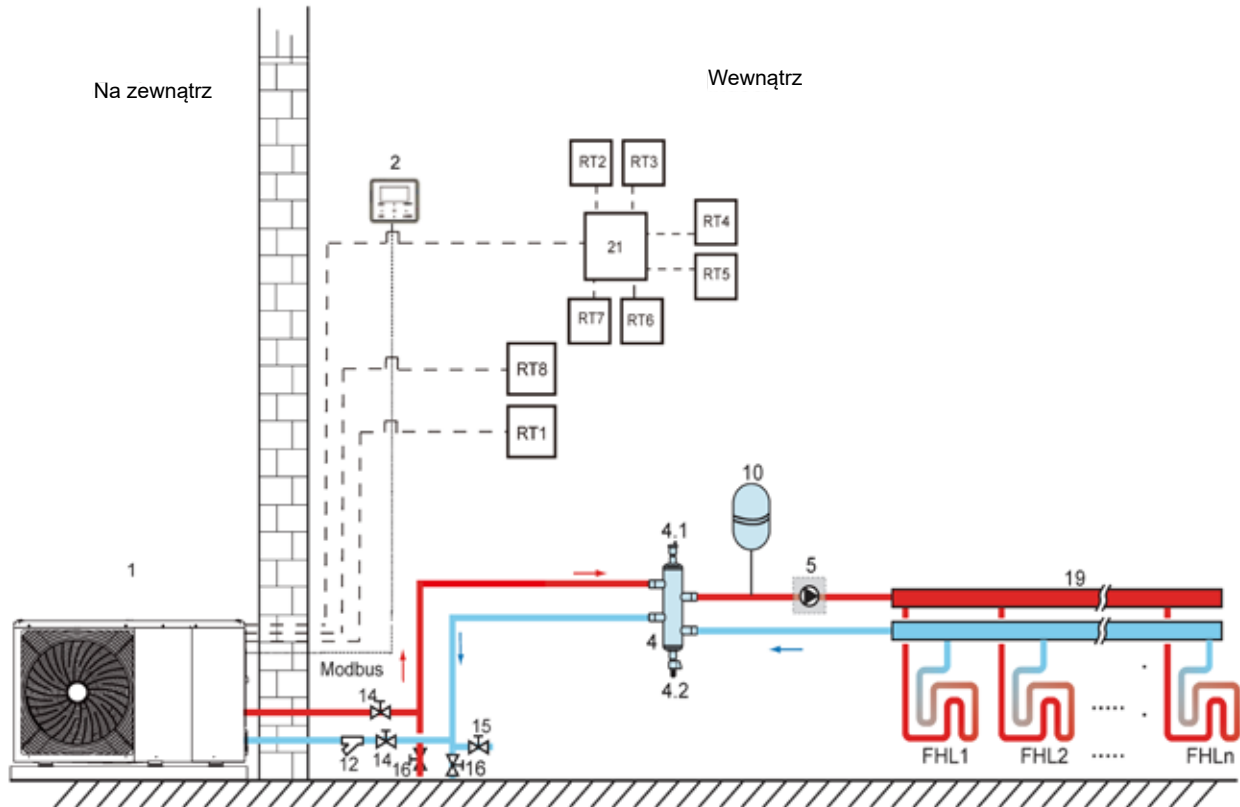 Na zewnątrz
Wewnątrz
2
RT2
RT3
RT4
21
RT5
RT7
RT6
RT8
RT1
10
4.1
1
5
19
4
Modbus
4.2
14
15
12
14
16
16
FHL1
FHL2
FHLn
......
......